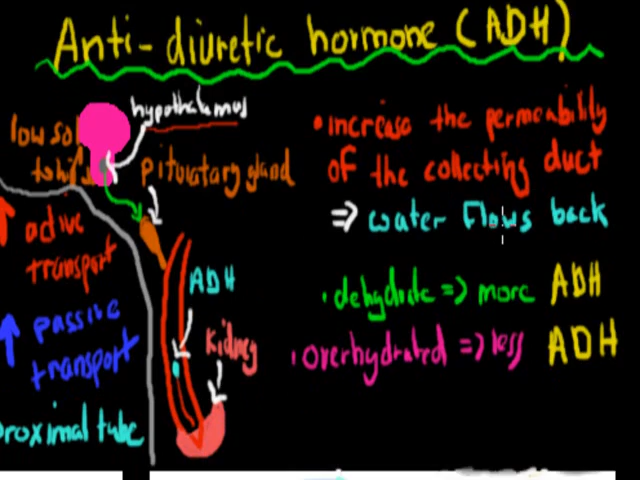 Anti-diuretic hormone (ADH)
hypothalamus
low sol
pituvatary gland
active
transport
passive
transport
proximal tube
ADH
Kidney
• increase the permeability
of the collecting duct
⇒ water flows back
• dehydrate => more ADH
• overhydrated => less ADH